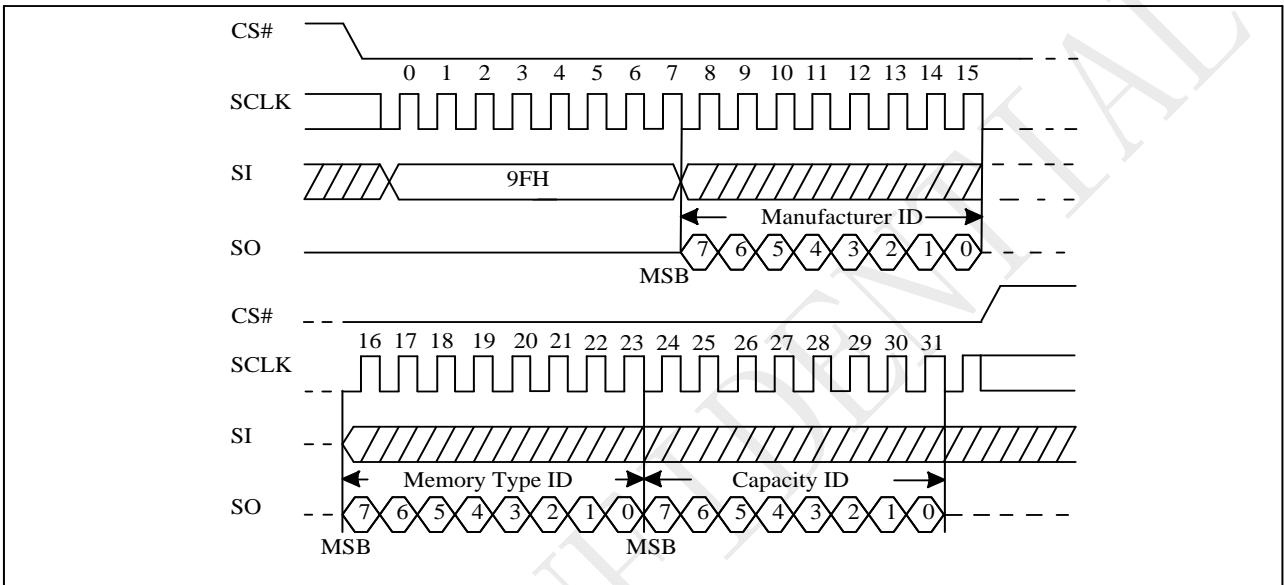 CS#
0 1 2 3 4 5 6 7 8 9 10 11 12 13 14 15
SCLK
SI
9FH
Manufacturer ID
SO
7 6 5 4 3 2 1 0
MSB
CS#
16 17 18 19 20 21 22 23 24 25 26 27 28 29 30 31
SCLK
SI
Memory Type ID Capacity ID
SO
7 6 5 4 3 2 1 0 7 6 5 4 3 2 1 0
MSB MSB